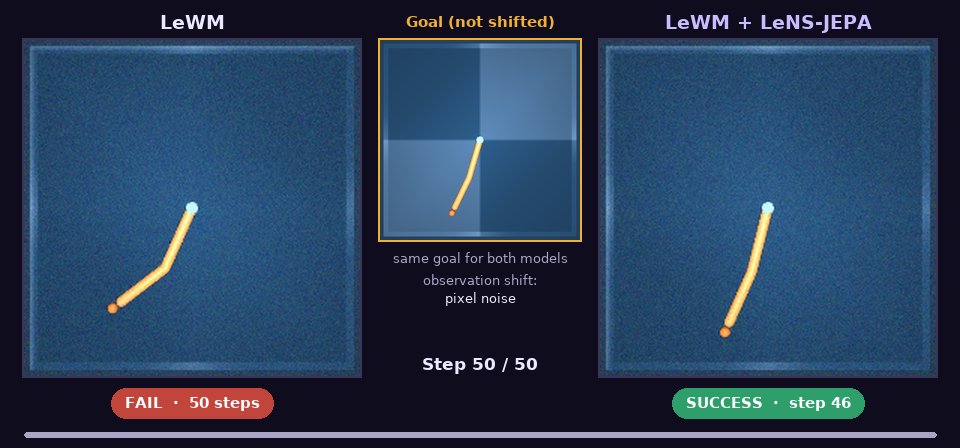 LeWM
Goal (not shifted)
LeWM + LeNS-JEPA
same goal for both models
observation shift:
pixel noise
Step 50 / 50
FAIL · 50 steps
SUCCESS · step 46